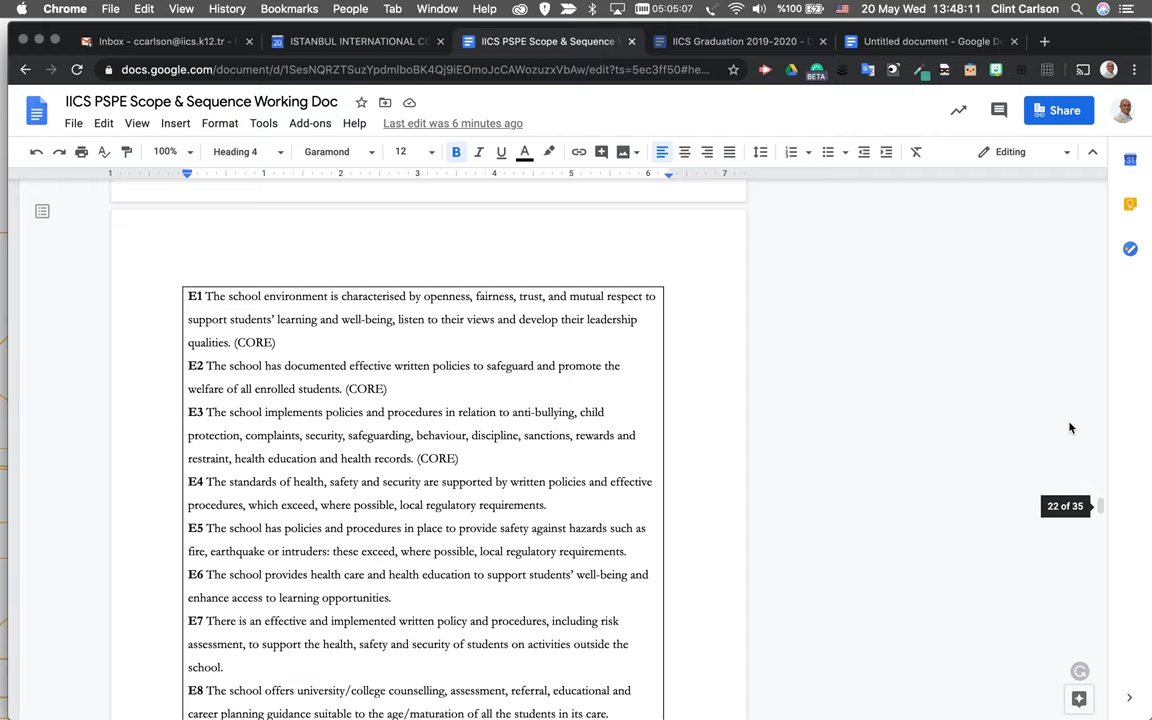 Chrome File Edit View History Bookmarks People Tab Window Help 05:05:07 %100 20 May Wed 13:48:11 Clint Carlson
Inbox - ccarlson@iics.k12.tr - ISTANBUL INTERNATIONAL CO IICS PSPE Scope & Sequence IICS Graduation 2019-2020 - D Untitled document - Google Do
docs.google.com/document/d/1SesNQRZTSuzYpdmlboBK4Qj9iEOmoJcCAWozuzxVbAw/edit?ts=5ec3ff50#he...
BETA
IICS PSPE Scope & Sequence Working Doc
Share
File Edit View Insert Format Tools Add-ons Help Last edit was 6 minutes ago
100% Heading 4 Garamond 12 B I U A Editing
1 1 2 3 4 5 6 7
E1 The school environment is characterised by openness, fairness, trust, and mutual respect to
support students’ learning and well-being, listen to their views and develop their leadership
qualities. (CORE)
E2 The school has documented effective written policies to safeguard and promote the
welfare of all enrolled students. (CORE)
E3 The school implements policies and procedures in relation to anti-bullying, child
protection, complaints, security, safeguarding, behaviour, discipline, sanctions, rewards and
restraint, health education and health records. (CORE)
E4 The standards of health, safety and security are supported by written policies and effective
procedures, which exceed, where possible, local regulatory requirements.
22 of 35
E5 The school has policies and procedures in place to provide safety against hazards such as
fire, earthquake or intruders: these exceed, where possible, local regulatory requirements.
E6 The school provides health care and health education to support students’ well-being and
enhance access to learning opportunities.
E7 There is an effective and implemented written policy and procedures, including risk
assessment, to support the health, safety and security of students on activities outside the
school.
E8 The school offers university/college counselling, assessment, referral, educational and
career planning guidance suitable to the age/maturation of all the students in its care.